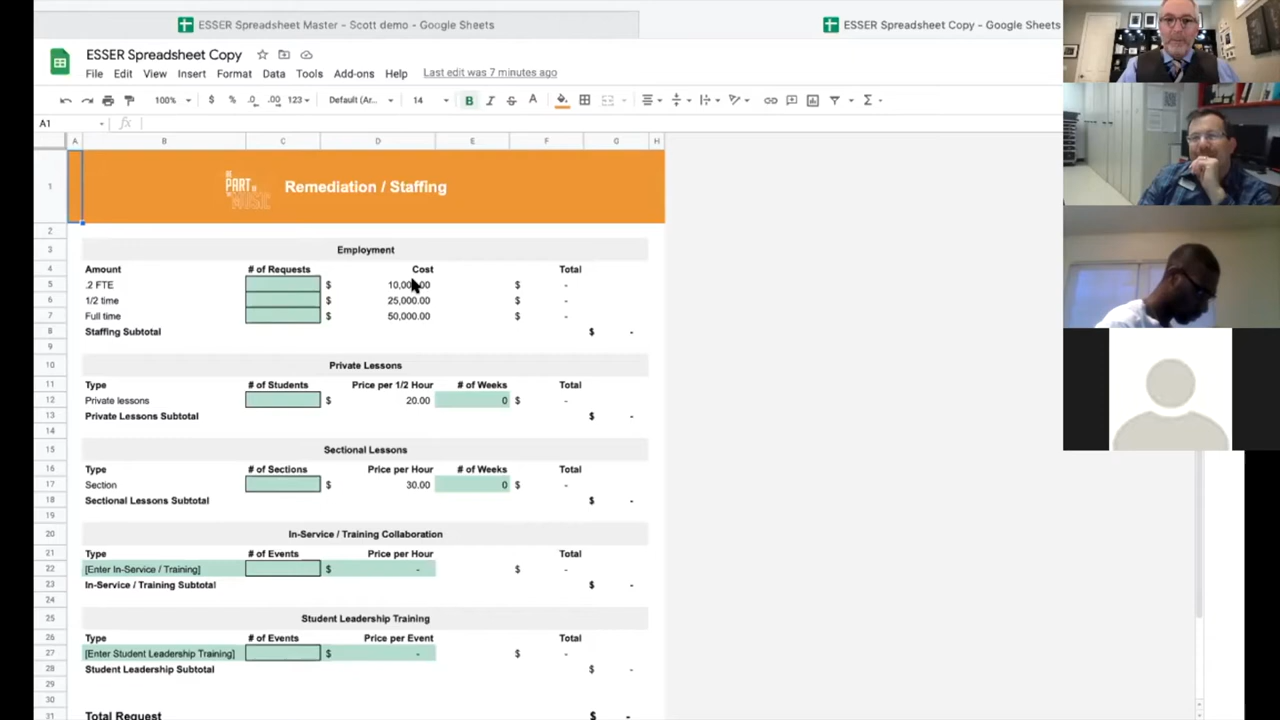 ESSER Spreadsheet Master - Scott demo - Google Sheets
ESSER Spreadsheet Copy - Google Sheets
ESSER Spreadsheet Copy
File Edit View Insert Format Data Tools Add-ons Help Last edit was 7 minutes ago
100% $ % .0 .00 123 Default (Ar... 14 B I S A
A1 fx
A B C D E F G H
1 BE PART OF THE MUSIC Remediation / Staffing
2
3 Employment
4 Amount # of Requests Cost Total
5 .2 FTE $ $ -
6 1/2 time $ 25,000.00 $ -
7 Full time $ 50,000.00 $ -
8 Staffing Subtotal $ -
9
10 Private Lessons
11 Type # of Students Price per 1/2 Hour # of Weeks Total
12 Private lessons $ 20.00 0 $ -
13 Private Lessons Subtotal $ -
14
15 Sectional Lessons
16 Type # of Sections Price per Hour # of Weeks Total
17 Section $ 30.00 0 $ -
18 Sectional Lessons Subtotal $ -
19
20 In-Service / Training Collaboration
21 Type # of Events Price per Hour Total
22 [Enter In-Service / Training] $ - $ -
23 In-Service / Training Subtotal $ -
24
25 Student Leadership Training
26 Type # of Events Price per Event Total
27 [Enter Student Leadership Training] $ - $ -
28 Student Leadership Subtotal $ -
29
30
31 Total Request $ -